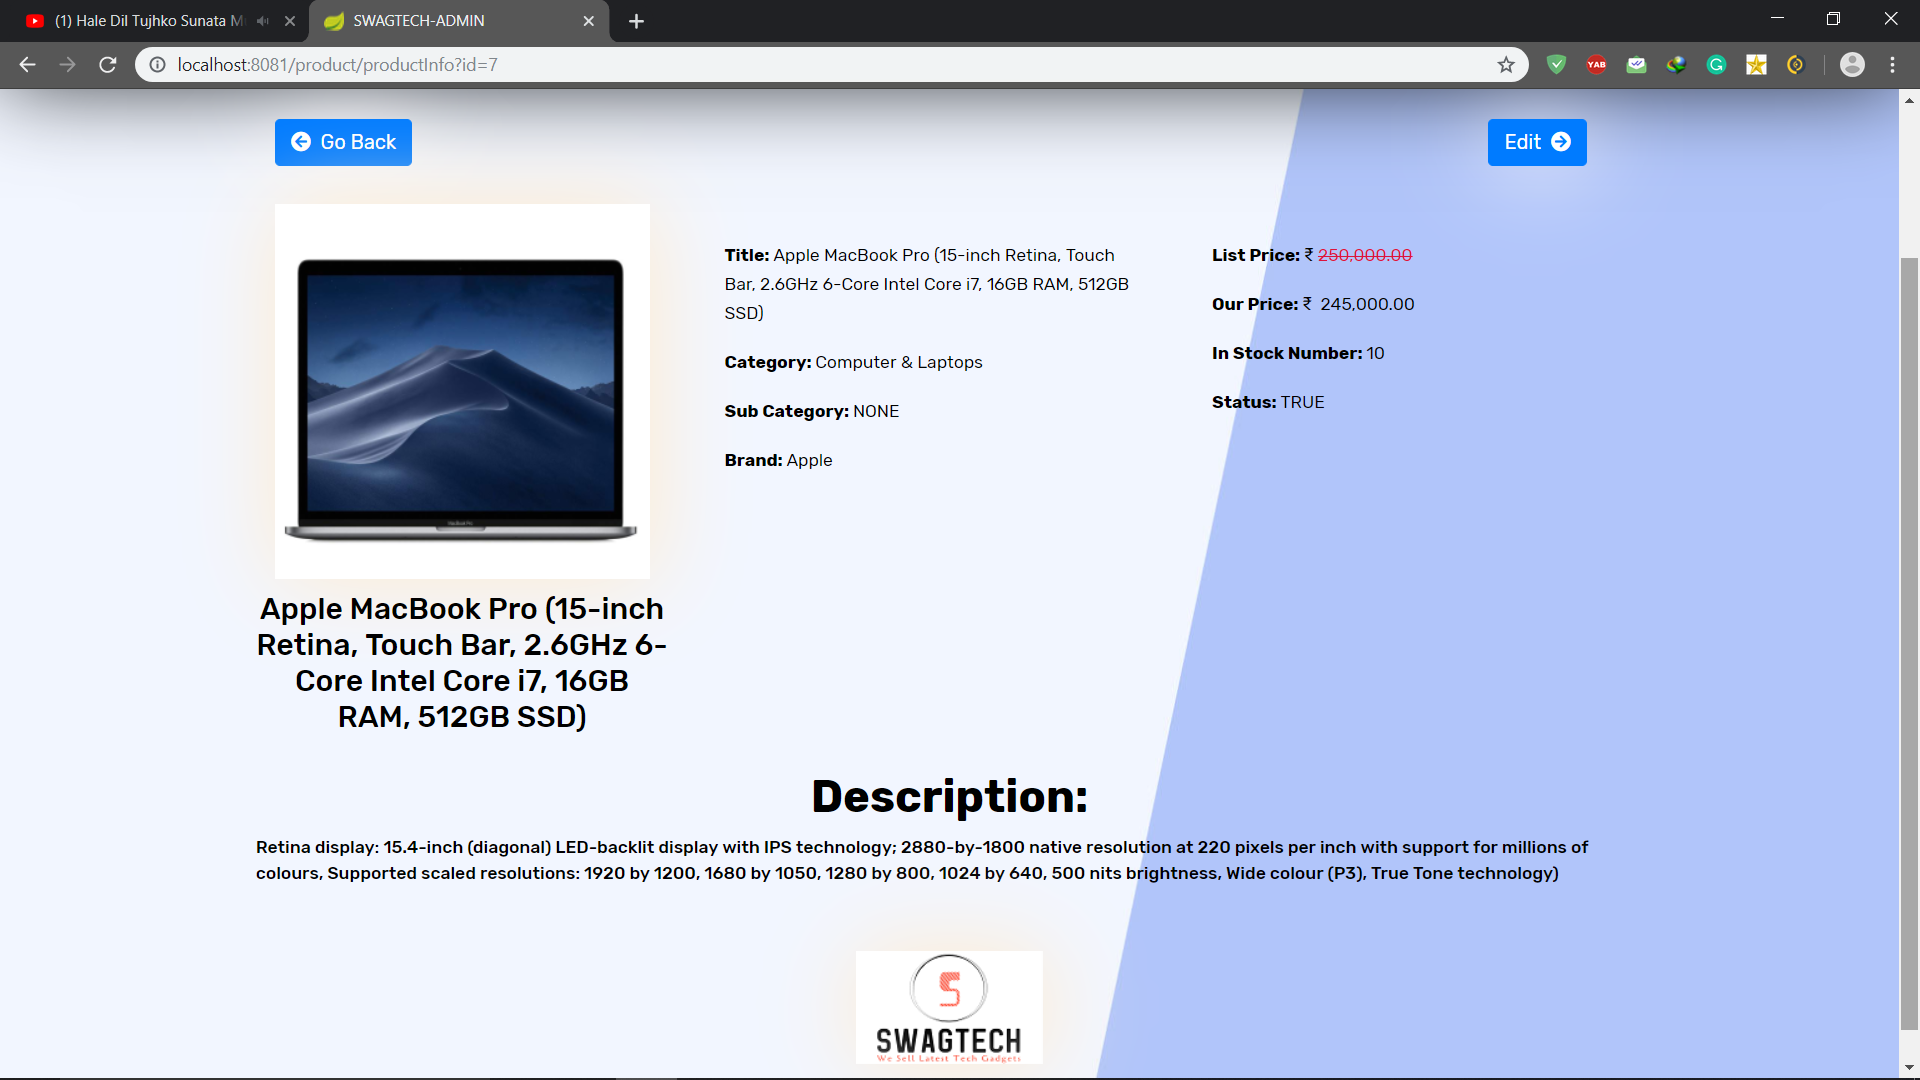 (1) Hale Dil Tujhko Sunata M
SWAGTECH-ADMIN
localhost:8081/product/productInfo?id=7
YAB
Go Back
Edit
Title: Apple MacBook Pro (15-inch Retina, Touch
Bar, 2.6GHz 6-Core Intel Core i7, 16GB RAM, 512GB
SSD)
Category: Computer & Laptops
Sub Category: NONE
Brand: Apple
List Price: ₹ 250,000.00
Our Price: ₹ 245,000.00
In Stock Number: 10
Status: TRUE
MacBook Pro
Apple MacBook Pro (15-inch
Retina, Touch Bar, 2.6GHz 6-
Core Intel Core i7, 16GB
RAM, 512GB SSD)
Description:
Retina display: 15.4-inch (diagonal) LED-backlit display with IPS technology; 2880-by-1800 native resolution at 220 pixels per inch with support for millions of
colours, Supported scaled resolutions: 1920 by 1200, 1680 by 1050, 1280 by 800, 1024 by 640, 500 nits brightness, Wide colour (P3), True Tone technology)
S
SWAGTECH
We Sell Latest Tech Gadgets